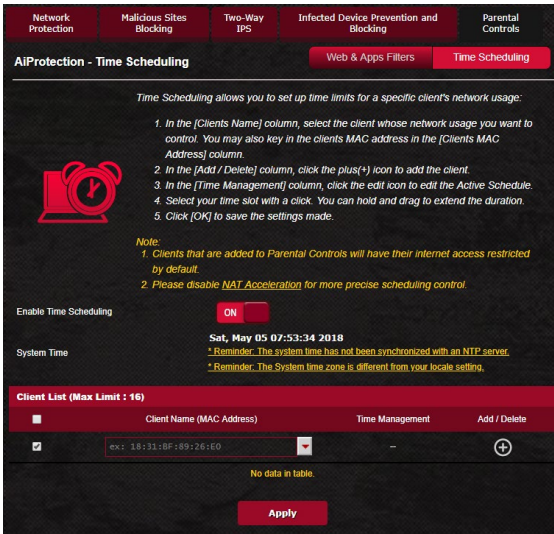 Network Protection
Malicious Sites Blocking
Two-Way IPS
Infected Device Prevention and Blocking
Parental Controls
AiProtection - Time Scheduling
Web & Apps Filters
Time Scheduling
Time Scheduling allows you to set up time limits for a specific client's network usage:
1. In the [Clients Name] column, select the client whose network usage you want to
control. You may also key in the clients MAC address in the [Clients MAC
Address] column.
2. In the [Add / Delete] column, click the plus(+) icon to add the client.
3. In the [Time Management] column, click the edit icon to edit the Active Schedule.
4. Select your time slot with a click. You can hold and drag to extend the duration.
5. Click [OK] to save the settings made.
Note:
1. Clients that are added to Parental Controls will have their internet access restricted
by default.
2. Please disable NAT Acceleration for more precise scheduling control.
Enable Time Scheduling
ON
System Time
Sat, May 05 07:53:34 2018
* Reminder: The system time has not been synchronized with an NTP server.
* Reminder: The System time zone is different from your locale setting.
Client List (Max Limit : 16)
Client Name (MAC Address)
Time Management
Add / Delete
ex: 18:31:BF:89:26:E0
--
No data in table.
Apply